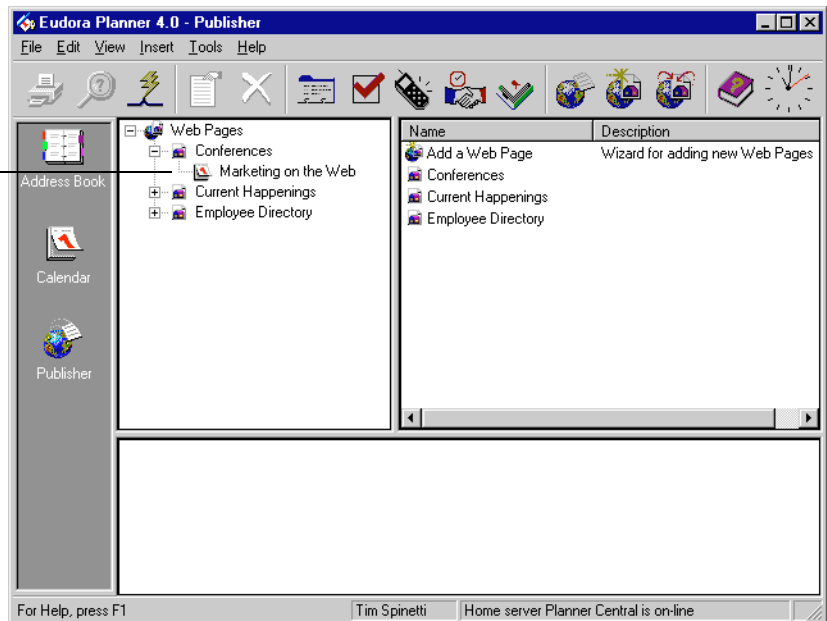 Eudora Planner 4.0 - Publisher
File Edit View Insert Tools Help
Address Book
Calendar
Publisher
Web Pages
Conferences
Marketing on the Web
Current Happenings
Employee Directory
Name Description
Add a Web Page Wizard for adding new Web Pages
Conferences
Current Happenings
Employee Directory
For Help, press F1 Tim Spinetti Home server Planner Central is on-line